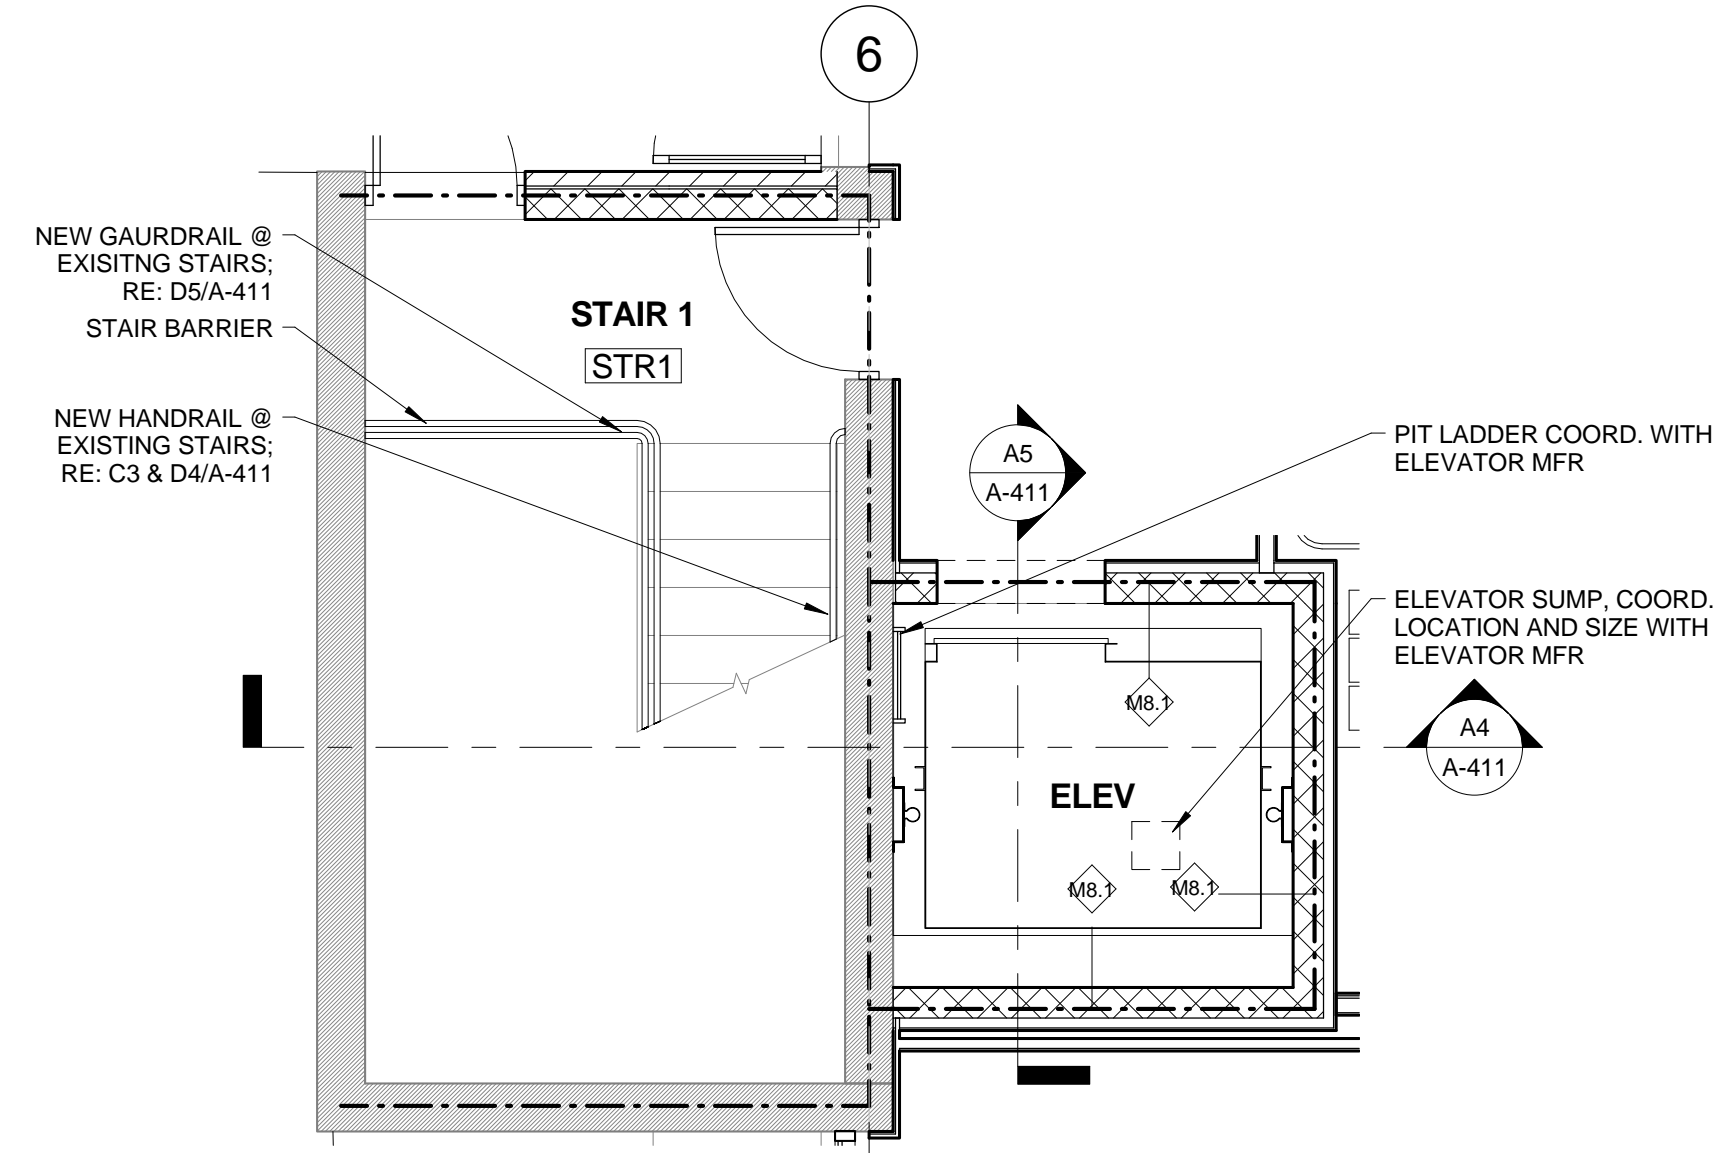 6
NEW GAURDRAIL @
EXISITNG STAIRS;
RE: D5/A-411
STAIR BARRIER
NEW HANDRAIL @
EXISTING STAIRS;
RE: C3 & D4/A-411
STAIR 1
STR1
A5
A-411
PIT LADDER COORD. WITH
ELEVATOR MFR
ELEVATOR SUMP, COORD.
LOCATION AND SIZE WITH
ELEVATOR MFR
M8.1
A4
A-411
ELEV
M8.1
M8.1